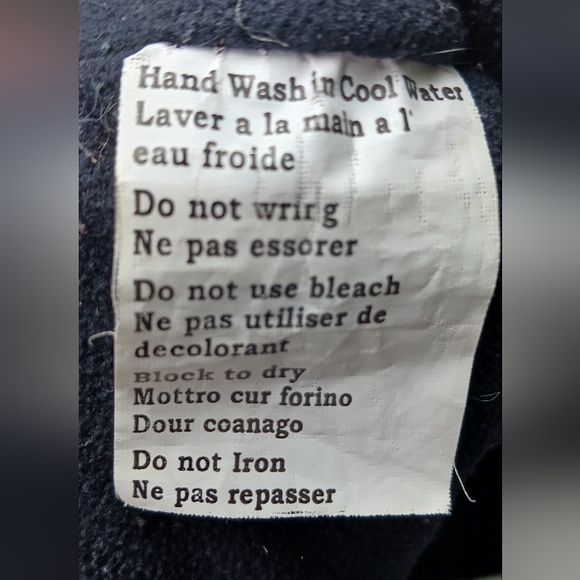 Hand Wash in Cool Water
Laver a la main a l'
eau froide
Do not wring
Ne pas essorer
Do not use bleach
Ne pas utiliser de
decolorant
Block to dry
Mottro cur forino
Dour coanago
Do not Iron
Ne pas repasser